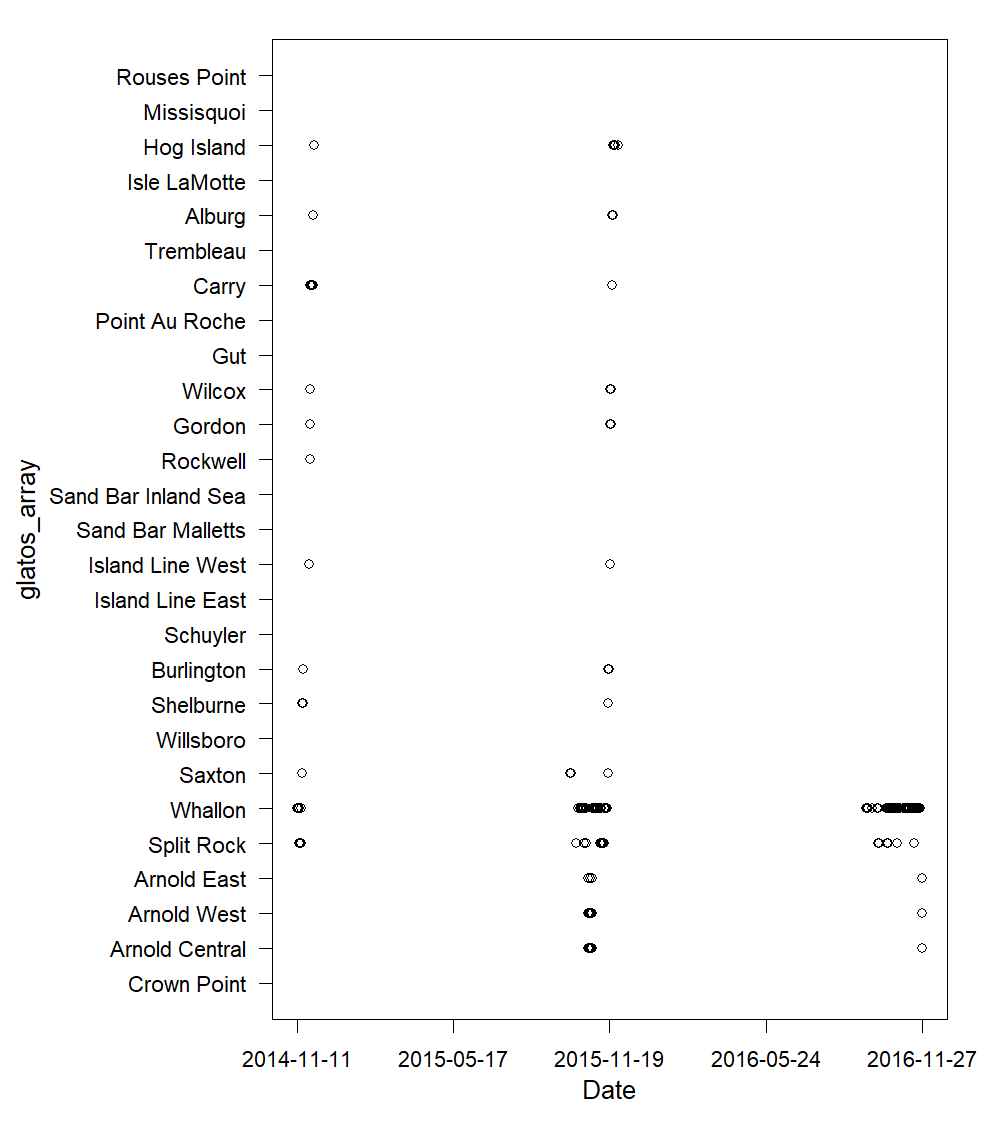 Rouses Point
Missisquoi
Hog Island
Isle LaMotte
Alburg
Trembleau
Carry
Point Au Roche
Gut
Wilcox
Gordon
Rockwell
Sand Bar Inland Sea
Sand Bar Malletts
Island Line West
Island Line East
Schuyler
Burlington
Shelburne
Willsboro
Saxton
Whallon
Split Rock
Arnold East
Arnold West
Arnold Central
Crown Point
glatos_array
2014-11-11 2015-05-17 2015-11-19 2016-05-24 2016-11-27
Date